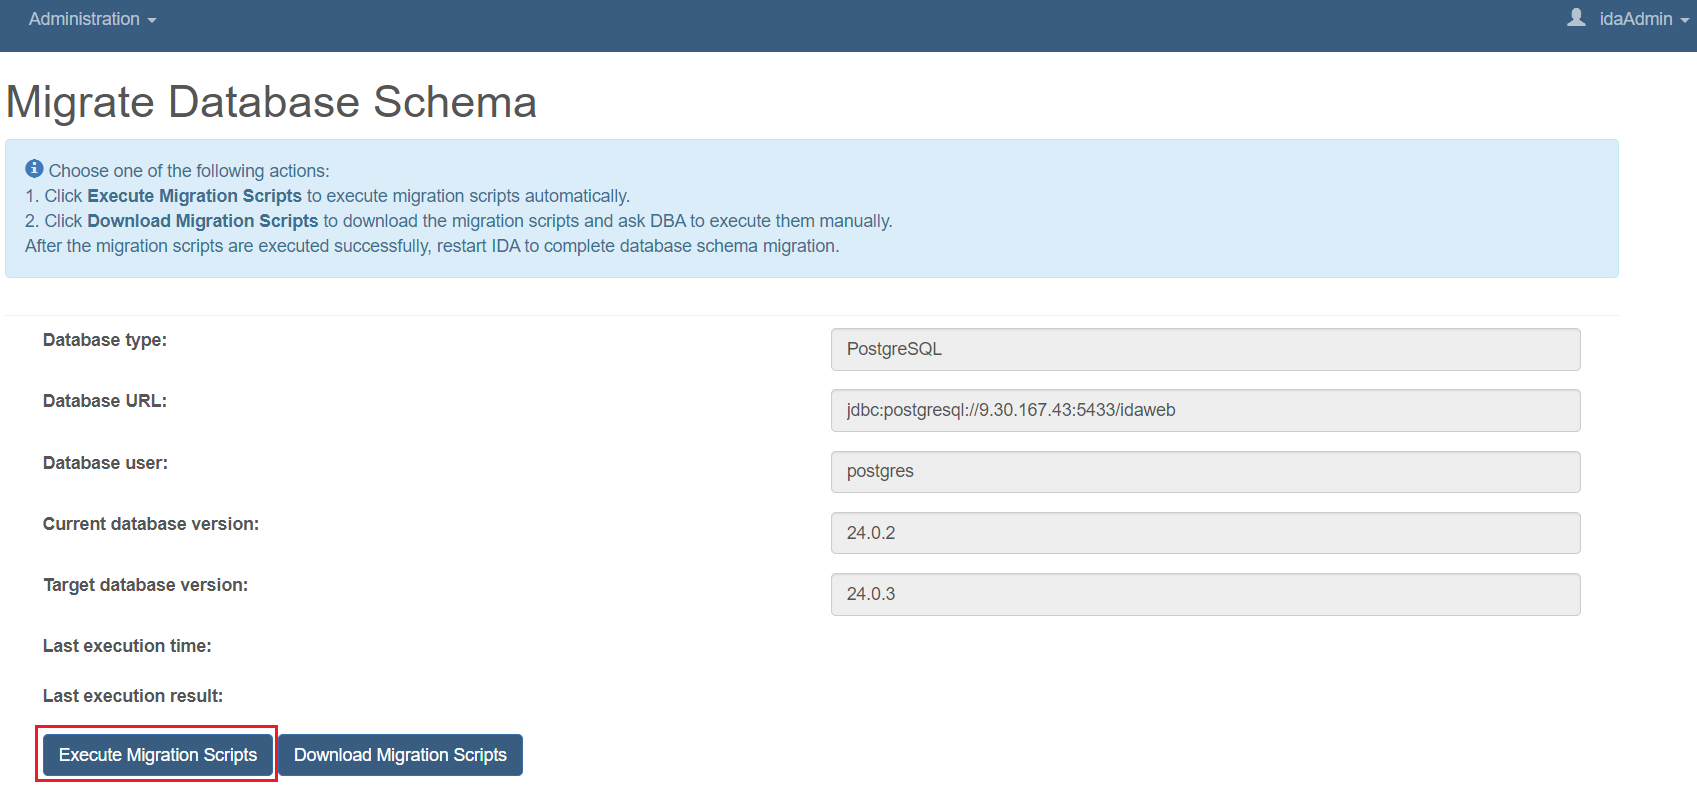 Administration
idaAdmin
Migrate Database Schema
Choose one of the following actions:
1. Click Execute Migration Scripts to execute migration scripts automatically.
2. Click Download Migration Scripts to download the migration scripts and ask DBA to execute them manually.
After the migration scripts are executed successfully, restart IDA to complete database schema migration.
Database type:
PostgreSQL
Database URL:
jdbc:postgresql://9.30.167.43:5433/idaweb
Database user:
postgres
Current database version:
24.0.2
Target database version:
24.0.3
Last execution time:
Last execution result:
Execute Migration Scripts
Download Migration Scripts